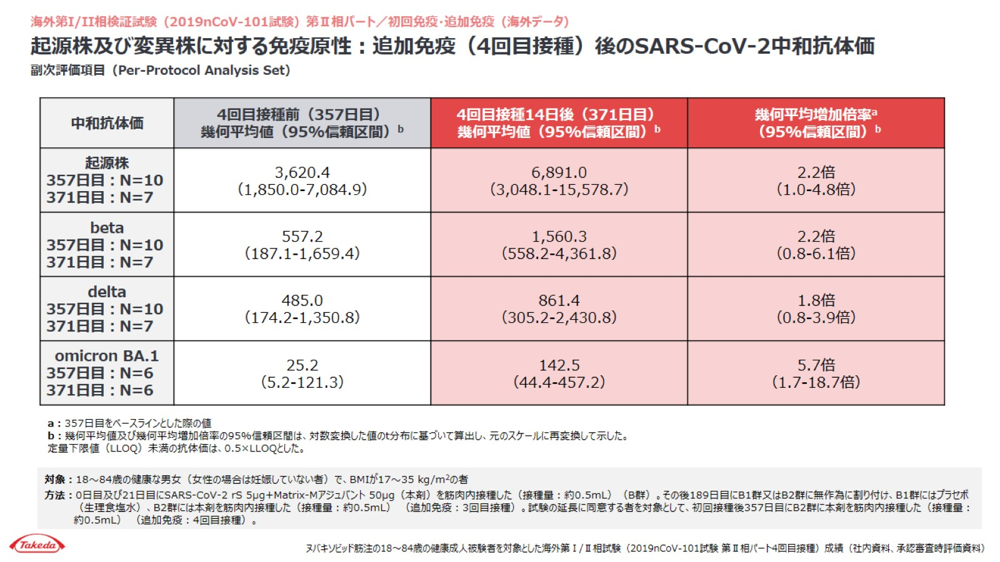 海外第I/II相検証試験（2019nCoV-101試験）第Ⅱ相パート／初回免疫・追加免疫（海外データ）
起源株及び変異株に対する免疫原性：追加免疫（4回目接種）後のSARS-CoV-2中和抗体価
副次評価項目（Per-Protocol Analysis Set）
中和抗体価
4回目接種前（357日目）
幾何平均値（95%信頼区間）b
4回目接種14日後（371日目）
幾何平均値（95%信頼区間）b
幾何平均増加倍率a
（95%信頼区間）b
起源株
357日目：N=10
371日目：N=7
3,620.4
（1,850.0-7,084.9）
6,891.0
（3,048.1-15,578.7）
2.2倍
（1.0-4.8倍）
beta
357日目：N=10
371日目：N=7
557.2
（187.1-1,659.4）
1,560.3
（558.2-4,361.8）
2.2倍
（0.8-6.1倍）
delta
357日目：N=10
371日目：N=7
485.0
（174.2-1,350.8）
861.4
（305.2-2,430.8）
1.8倍
（0.8-3.9倍）
omicron BA.1
357日目：N=6
371日目：N=6
25.2
（5.2-121.3）
142.5
（44.4-457.2）
5.7倍
（1.7-18.7倍）
a：357日目をベースラインとした際の値
b：幾何平均値及び幾何平均増加倍率の95%信頼区間は、対数変換した値のt分布に基づいて算出し、元のスケールに再変換して示した。
定量下限値（LLOQ）未満の抗体価は、0.5×LLOQとした。
対象：18～84歳の健康な男女（女性の場合は妊娠していない者）で、BMIが17～35 kg/m²の者
方法：0日目及び21日目にSARS-CoV-2 rS 5μg+Matrix-Mアジュバント 50μg（本剤）を筋肉内接種した（接種量：約0.5mL）（B群）。その後189日目にB1群又はB2群に無作為に割り付け、B1群にはプラセボ
（生理食塩水）、B2群には本剤を筋肉内接種した（接種量：約0.5mL）（追加免疫：3回目接種）。試験の延長に同意する者を対象として、初回接種後357日目にB2群に本剤を筋肉内接種した（接種量：
約0.5mL）（追加免疫：4回目接種）。
Takeda
ヌバキソビッド筋注の18～84歳の健康成人被験者を対象とした海外第Ⅰ/Ⅱ相試験（2019nCoV-101試験 第Ⅱ相パート4回目接種）成績（社内資料、承認審査時評価資料）